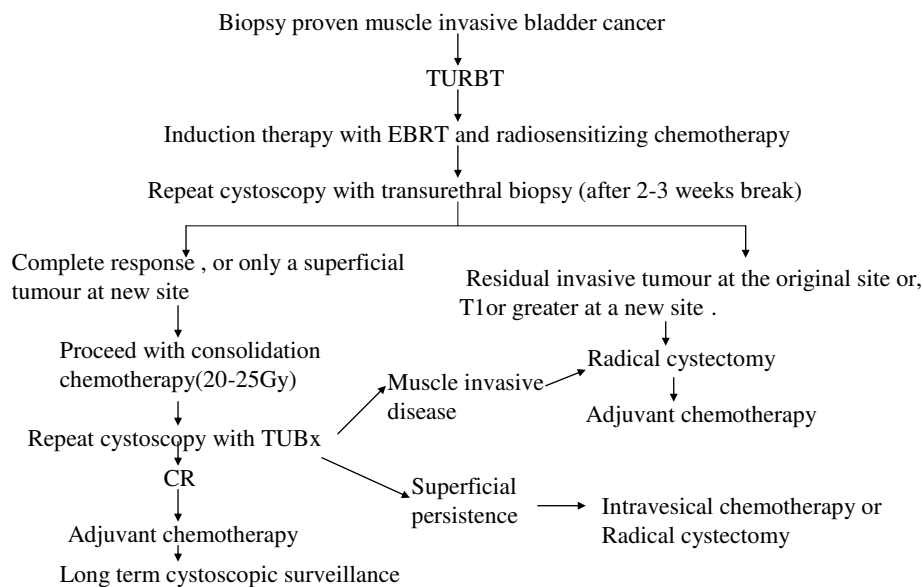 Biopsy proven muscle invasive bladder cancer
TURBT
Induction therapy with EBRT and radiosensitizing chemotherapy
Repeat cystoscopy with transurethral biopsy (after 2-3 weeks break)
Complete response , or only a superficial
tumour at new site
Residual invasive tumour at the original site or,
T1or greater at a new site .
Proceed with consolidation
chemotherapy(20-25Gy)
Muscle invasive
disease
Radical cystectomy
Adjuvant chemotherapy
Repeat cystoscopy with TUBx
CR
Superficial
persistence
Intravesical chemotherapy or
Radical cystectomy
Adjuvant chemotherapy
Long term cystoscopic surveillance